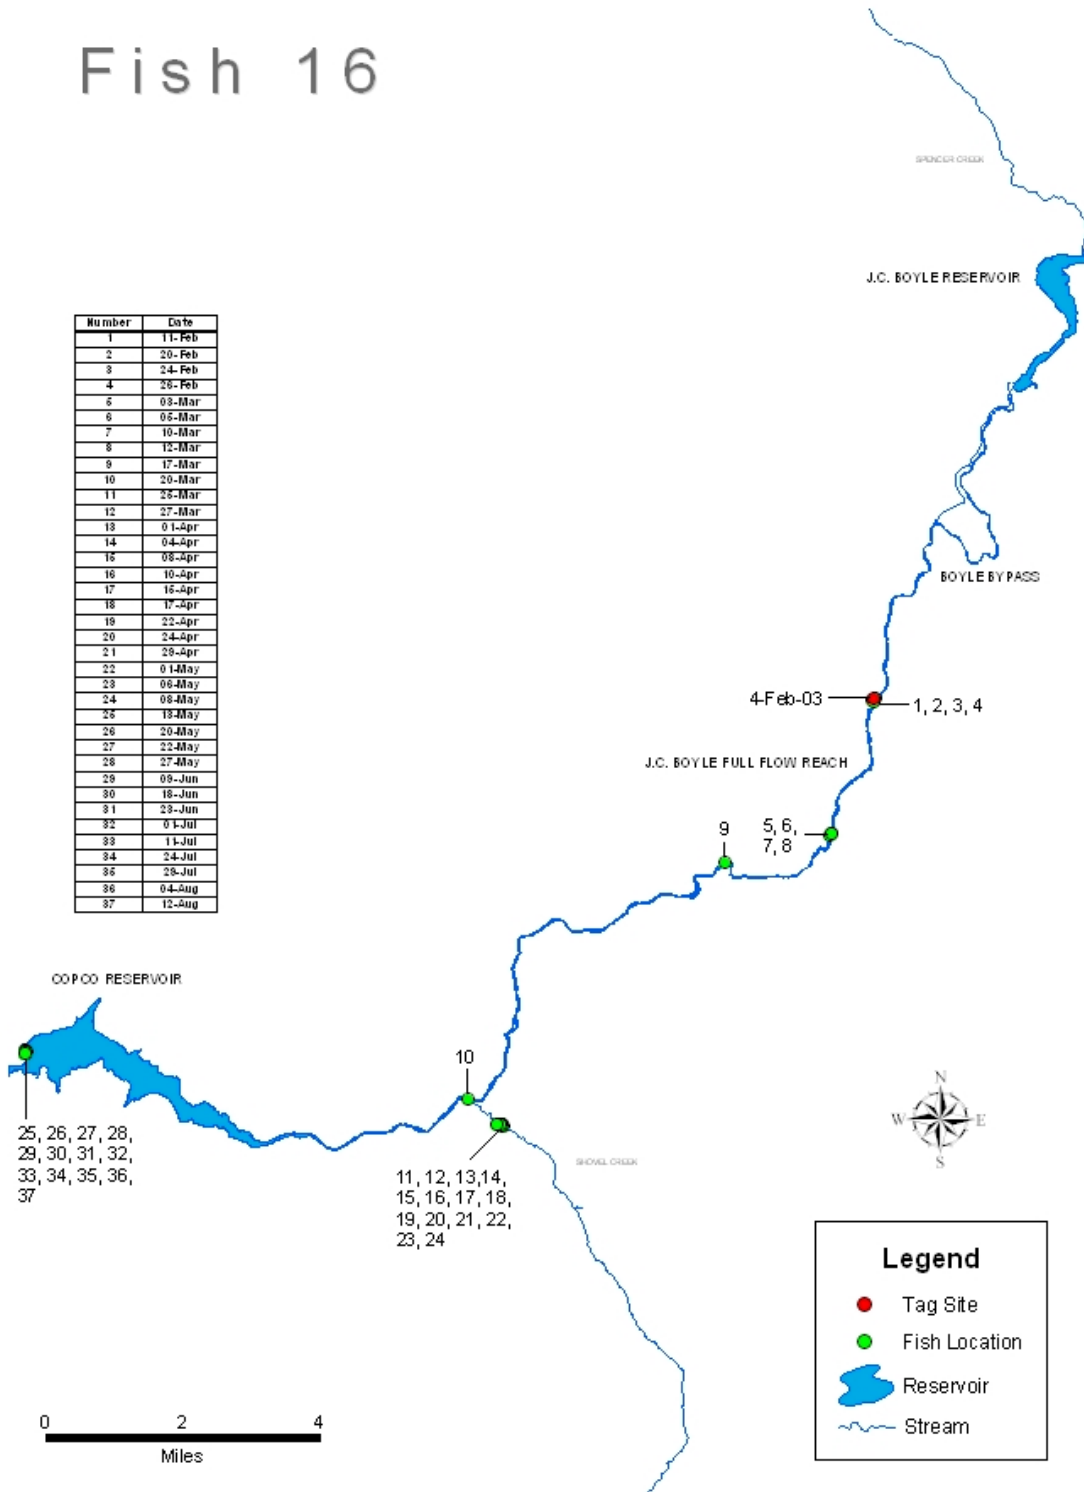 Fish 16
SPENCER CREEK
J.C. BOYLE RESERVOIR
Number Date
1 11-Feb
2 20-Feb
3 24-Feb
4 26-Feb
5 03-Mar
6 05-Mar
7 10-Mar
8 12-Mar
9 17-Mar
10 20-Mar
11 25-Mar
12 27-Mar
13 01-Apr
14 04-Apr
15 08-Apr
16 10-Apr
17 15-Apr
18 17-Apr
19 22-Apr
20 24-Apr
21 29-Apr
22 01-May
23 06-May
24 08-May
25 13-May
26 20-May
27 22-May
28 27-May
29 09-Jun
30 18-Jun
31 23-Jun
32 01-Jul
33 11-Jul
34 24-Jul
35 29-Jul
36 04-Aug
37 12-Aug
BOYLE BYPASS
4-Feb-03
1, 2, 3, 4
J.C. BOYLE FULL FLOW REACH
9
5, 6,
7, 8
COPCO RESERVOIR
10
25, 26, 27, 28,
29, 30, 31, 32,
33, 34, 35, 36,
37
SHOVEL CREEK
11, 12, 13,14,
15, 16, 17, 18,
19, 20, 21, 22,
23, 24
N
W E
S
Legend
Tag Site
Fish Location
Reservoir
Stream
0 2 4
Miles